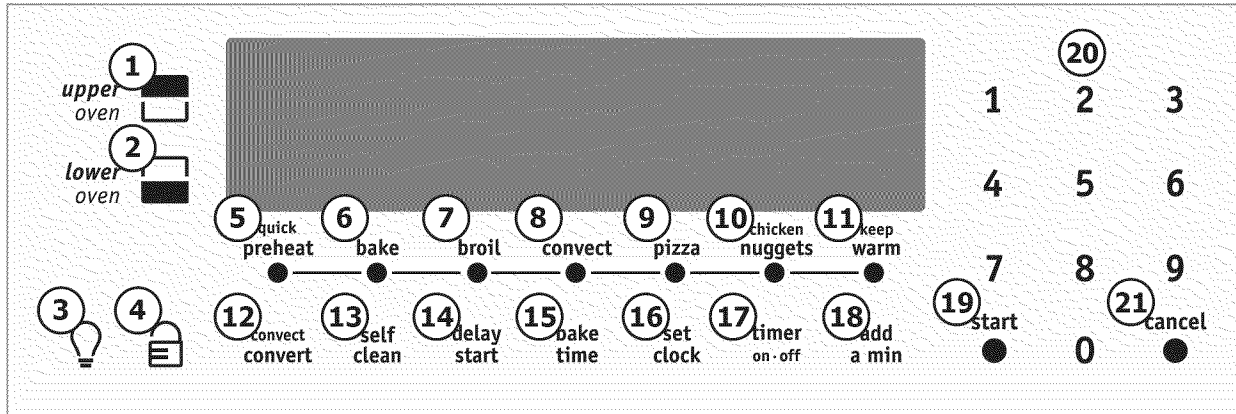 1
upper
oven
2
lower
oven
3
4
5 quick
preheat
6
bake
7
broil
8
convect
9
pizza
10 chicken
nuggets
11 keep
warm
12 convect
convert
13 self
clean
14 delay
start
15 bake
time
16 set
clock
17 timer
on·off
18 add
a min
20
1 2 3
4 5 6
7 8 9
19 start
0
21 cancel